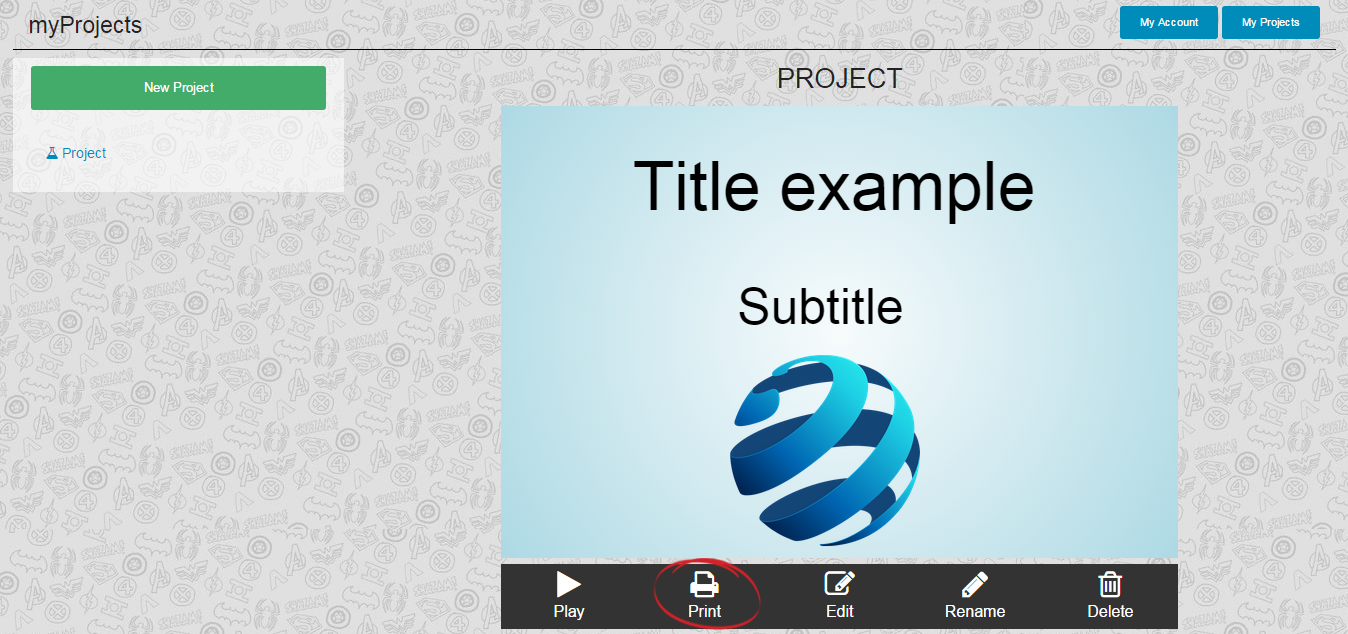 myProjects
My Account
My Projects
New Project
Project
PROJECT
Title example
Subtitle
Play
Print
Edit
Rename
Delete